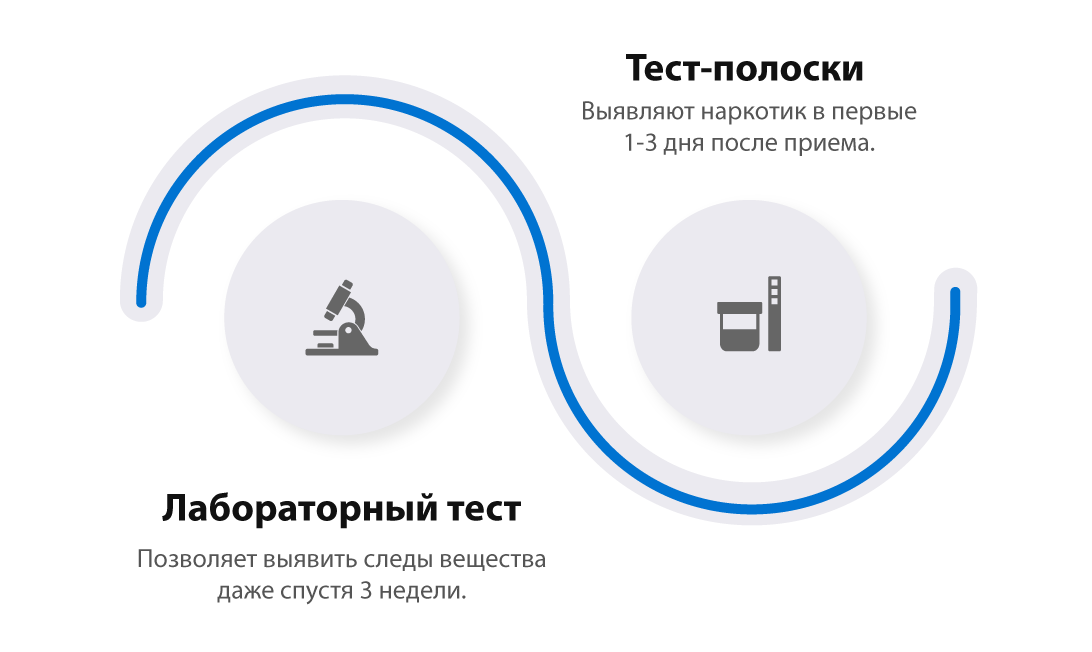 Тест-полоски
Выявляют наркотик в первые
1-3 дня после приема.
Лабораторный тест
Позволяет выявить следы вещества
даже спустя 3 недели.